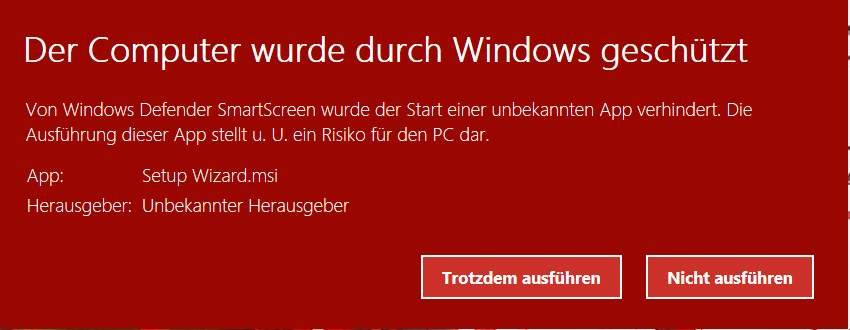 Der Computer wurde durch Windows geschützt
Von Windows Defender SmartScreen wurde der Start einer unbekannten App verhindert. Die
Ausführung dieser App stellt u. U. ein Risiko für den PC dar.
App: Setup Wizard.msi
Herausgeber: Unbekannter Herausgeber
Trotzdem ausführen Nicht ausführen